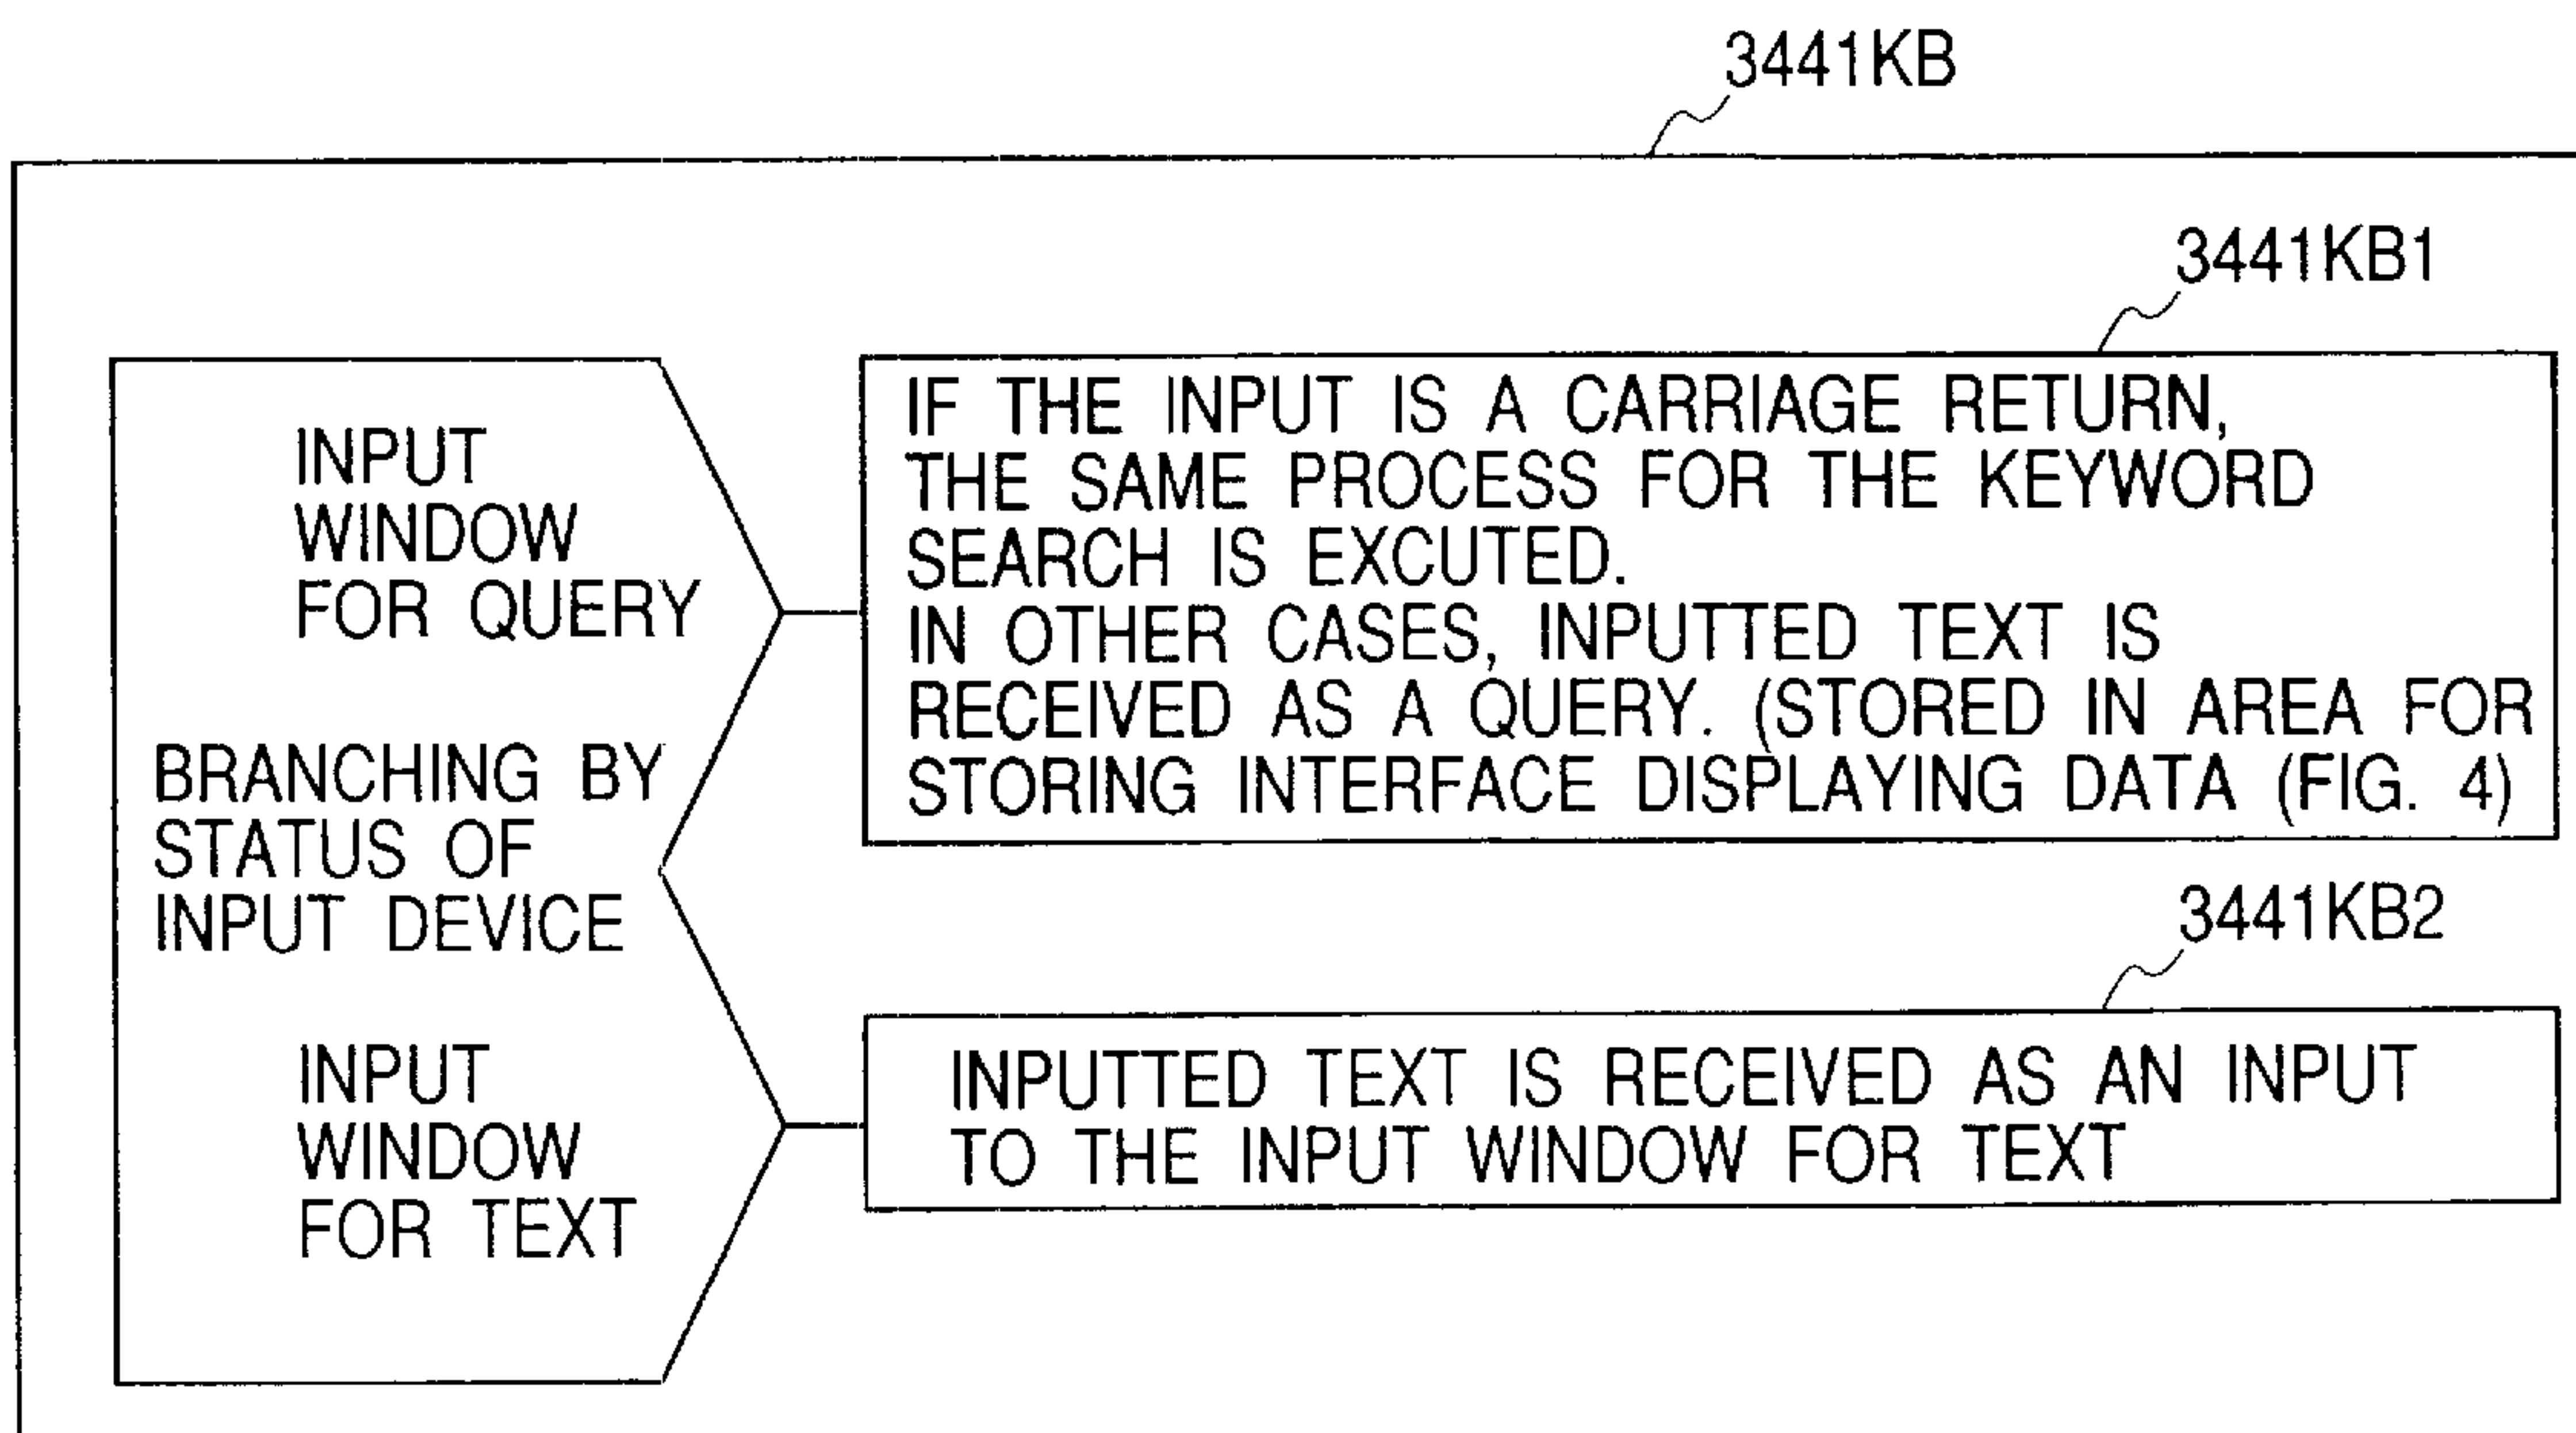 3441KB
3441KB1
INPUT
WINDOW
FOR QUERY
BRANCHING BY
STATUS OF
INPUT DEVICE
INPUT
WINDOW
FOR TEXT
IF THE INPUT IS A CARRIAGE RETURN,
THE SAME PROCESS FOR THE KEYWORD
SEARCH IS EXCUTED.
IN OTHER CASES, INPUTTED TEXT IS
RECEIVED AS A QUERY. (STORED IN AREA FOR
STORING INTERFACE DISPLAYING DATA (FIG. 4)
3441KB2
INPUTTED TEXT IS RECEIVED AS AN INPUT
TO THE INPUT WINDOW FOR TEXT